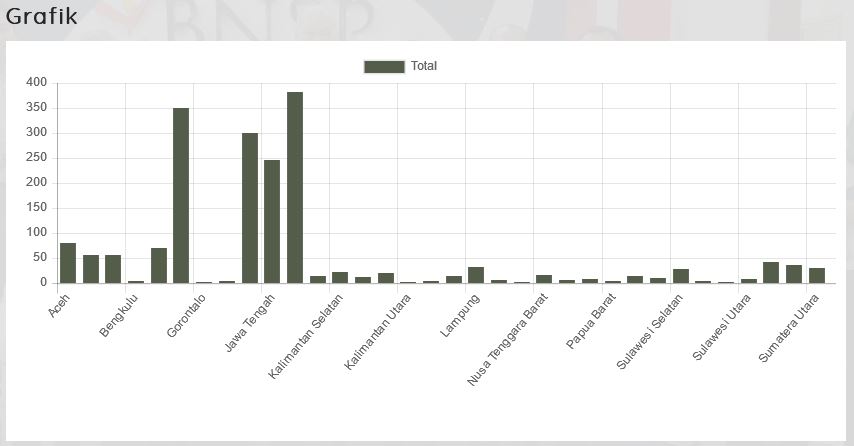 BNSP
Grafik
Total
400
350
300
250
200
150
100
50
0
Aceh
Bengkulu
Gorontalo
Jawa Tengah
Kalimantan Selatan
Kalimantan Utara
Lampung
Nusa Tenggara Barat
Papua Barat
Sulawesi Selatan
Sulawesi Utara
Sumatera Utara